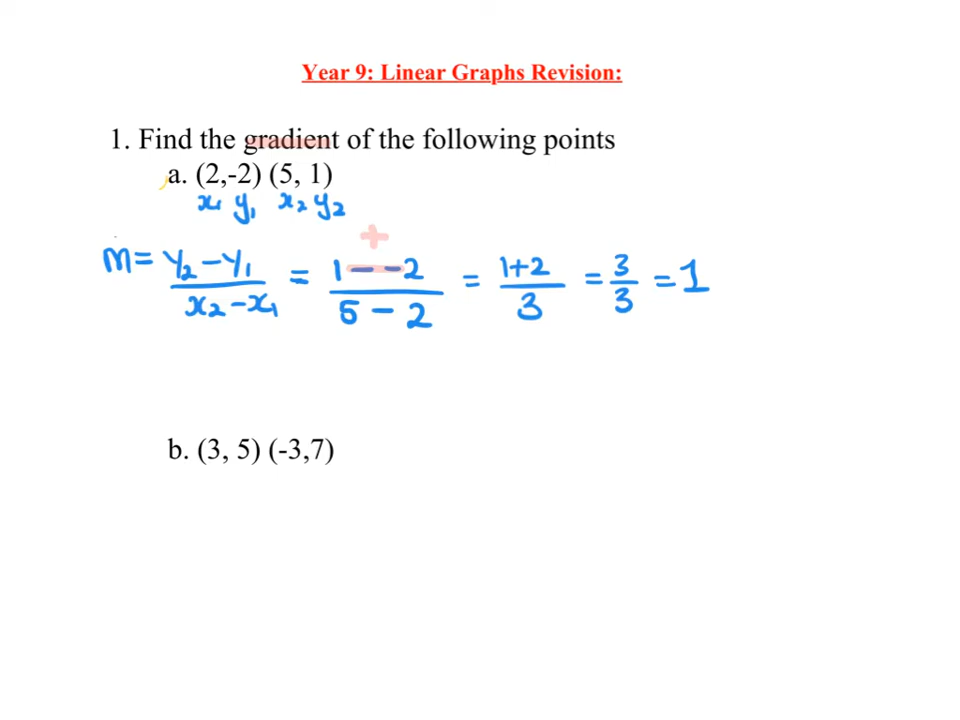 Year 9: Linear Graphs Revision:
1. Find the gradient of the following points
a. (2,-2) (5, 1)
x₁ y₁ x₂ y₂
+
m = y₂ - y₁ / x₂ - x₁ = 1 - - 2 / 5 - 2 = 1+2 / 3 = 3/3 = 1
b. (3, 5) (-3,7)